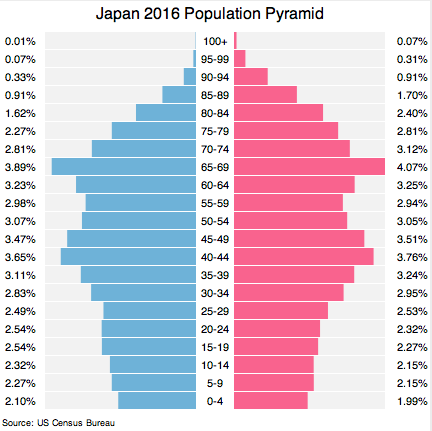 Japan 2016 Population Pyramid
0.01% 100+ 0.07%
0.07% 95-99 0.31%
0.33% 90-94 0.91%
0.91% 85-89 1.70%
1.62% 80-84 2.40%
2.27% 75-79 2.81%
2.81% 70-74 3.12%
3.89% 65-69 4.07%
3.23% 60-64 3.25%
2.98% 55-59 2.94%
3.07% 50-54 3.05%
3.47% 45-49 3.51%
3.65% 40-44 3.76%
3.11% 35-39 3.24%
2.83% 30-34 2.95%
2.49% 25-29 2.53%
2.54% 20-24 2.32%
2.54% 15-19 2.27%
2.32% 10-14 2.15%
2.27% 5-9 2.15%
2.10% 0-4 1.99%
Source: US Census Bureau